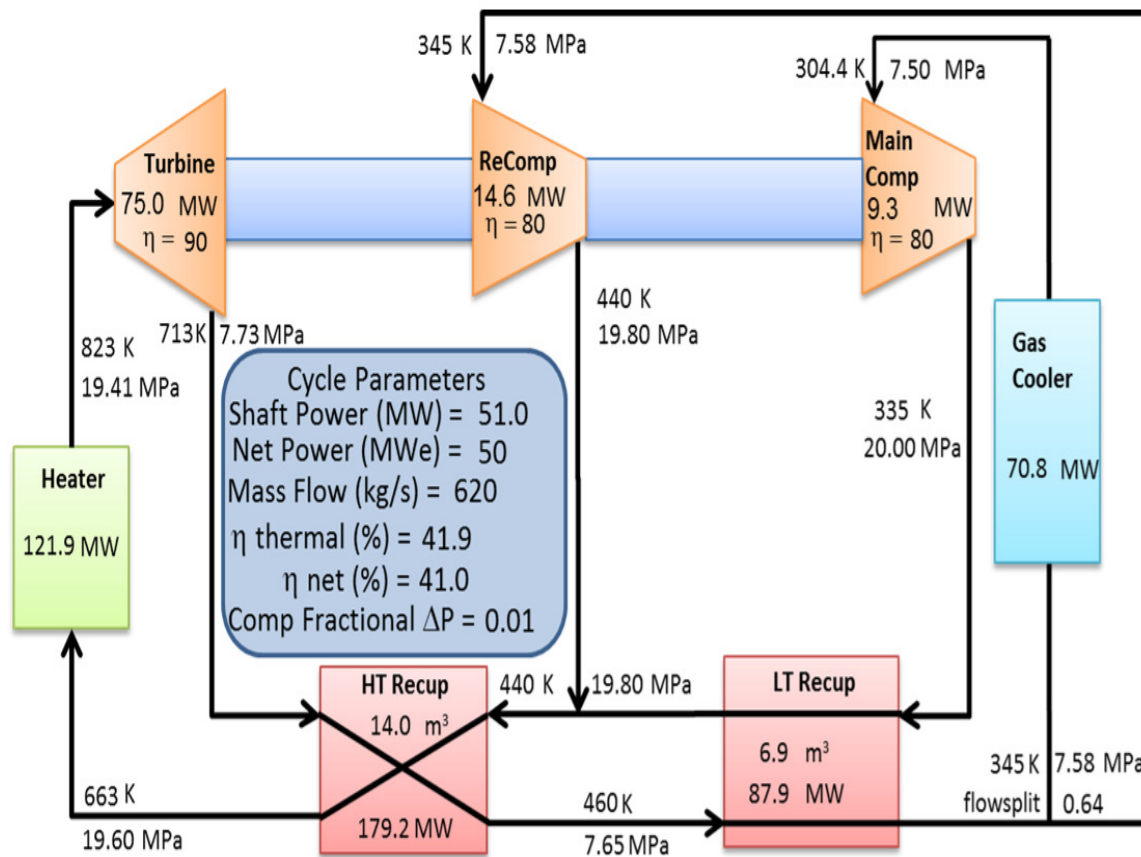 345 K
7.58 MPa
304.4 K
7.50 MPa
Turbine
75.0 MW
η = 90
ReComp
14.6 MW
η = 80
Main
Comp
9.3 MW
η = 80
823 K
19.41 MPa
713K
7.73 MPa
440 K
19.80 MPa
335 K
20.00 MPa
Gas
Cooler
70.8 MW
Cycle Parameters
Shaft Power (MW) = 51.0
Net Power (MWe) = 50
Mass Flow (kg/s) = 620
η thermal (%) = 41.9
η net (%) = 41.0
Comp Fractional ΔP = 0.01
Heater
121.9 MW
HT Recup
14.0 m³
179.2 MW
440 K
19.80 MPa
LT Recup
6.9 m³
87.9 MW
663 K
19.60 MPa
460K
7.65 MPa
345K
7.58 MPa
flowsplit
0.64